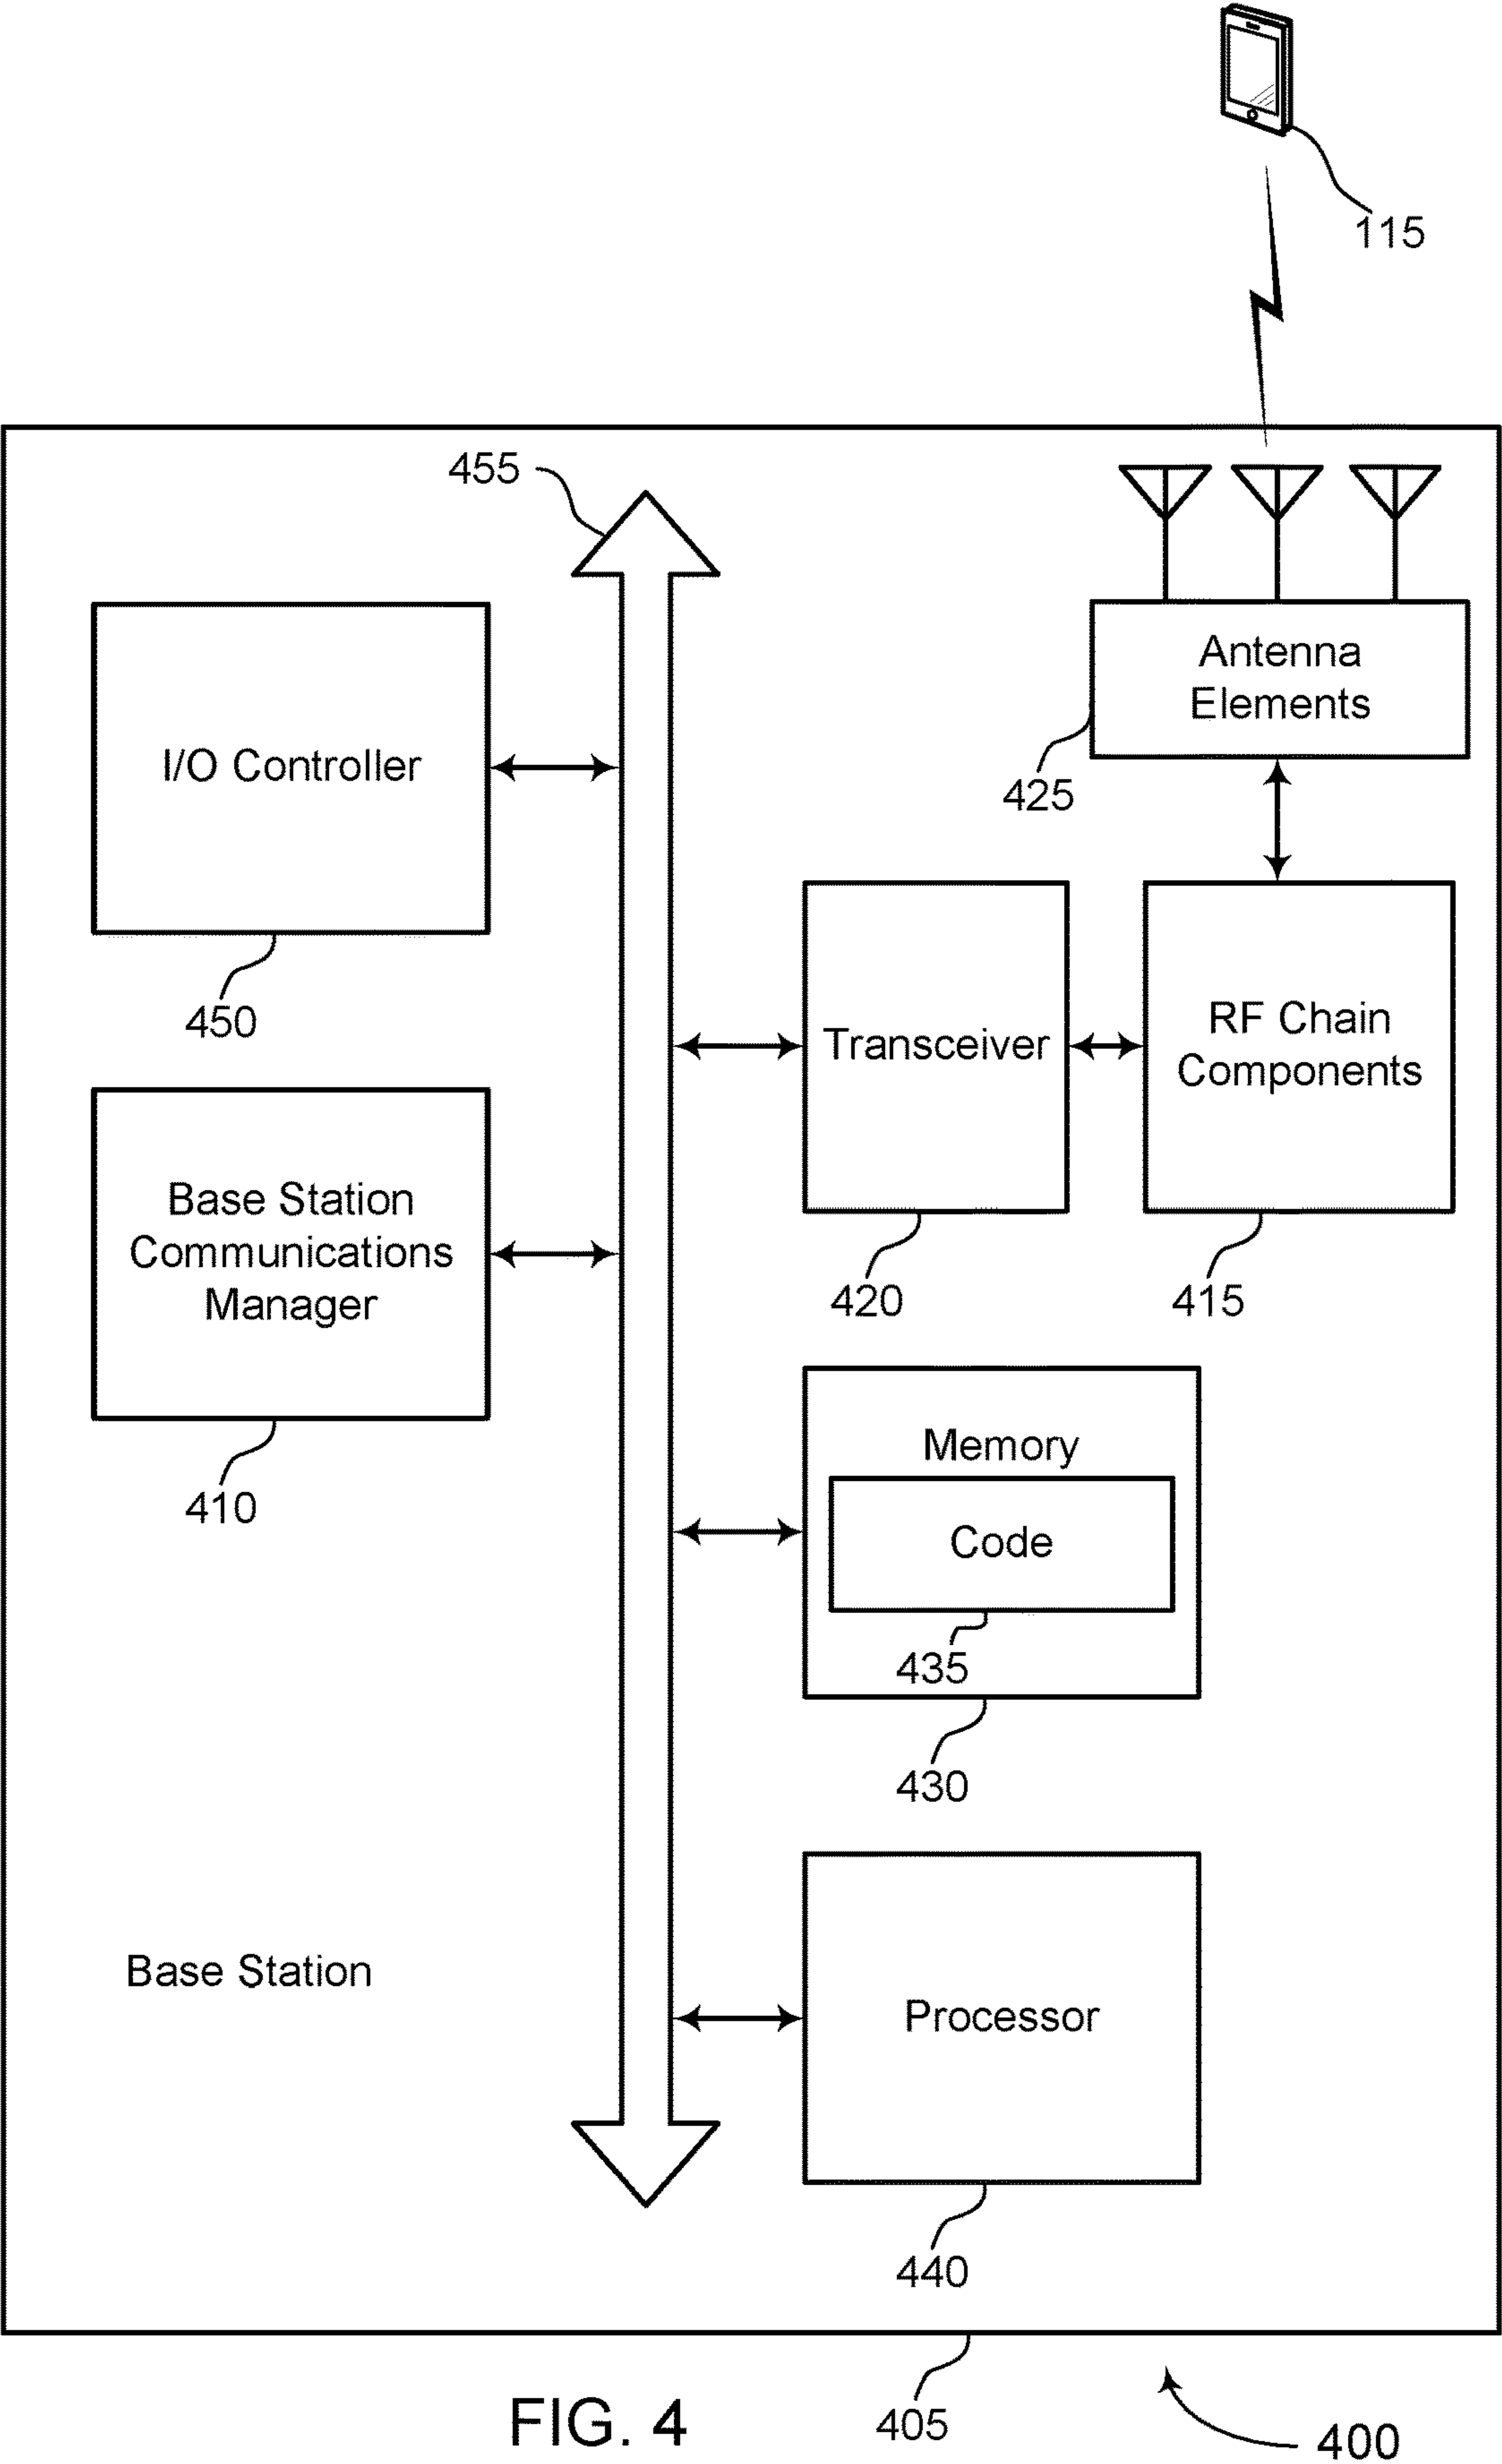 115
455
Antenna
Elements
425
I/O Controller
450
Transceiver
420
RF Chain
Components
415
Base Station
Communications
Manager
410
Memory
Code
435
430
Base Station
Processor
440
405
400
FIG. 4